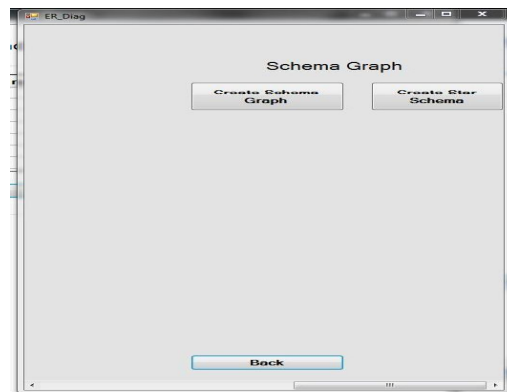 ER_Diag
Schema Graph
Create Schema
Graph
Create Star
Schema
Back